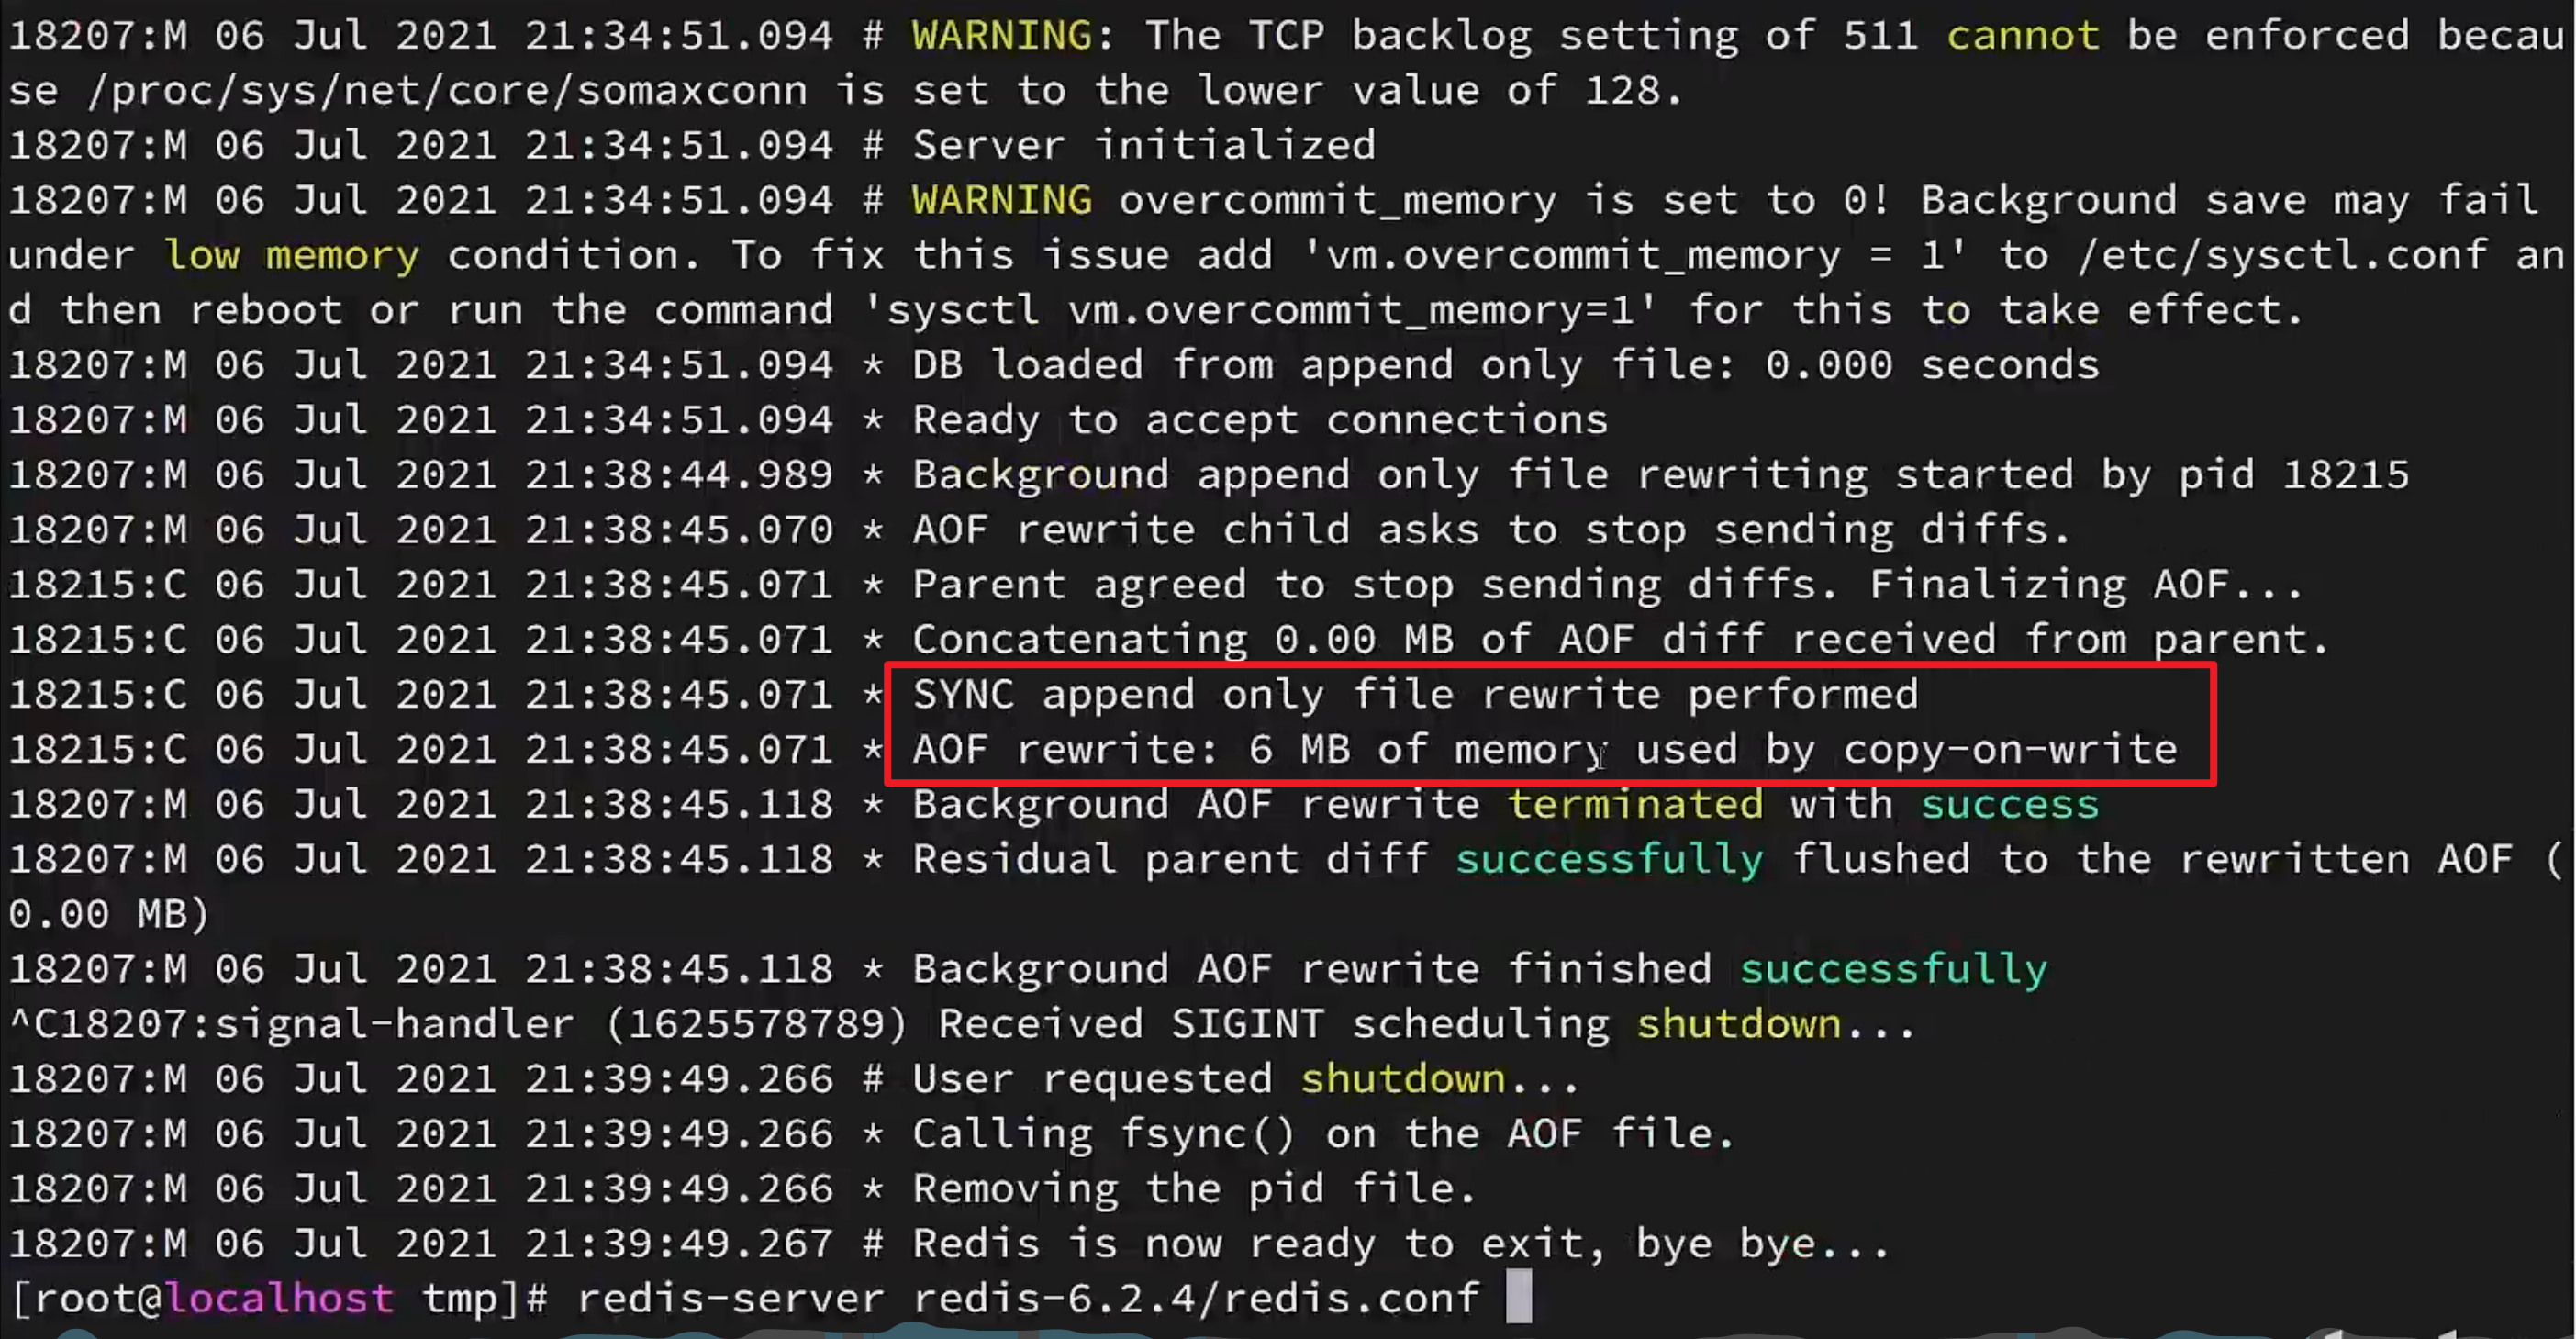 18207:M 06 Jul 2021 21:34:51.094 # WARNING: The TCP backlog setting of 511 cannot be enforced becau
se /proc/sys/net/core/somaxconn is set to the lower value of 128.
18207:M 06 Jul 2021 21:34:51.094 # Server initialized
18207:M 06 Jul 2021 21:34:51.094 # WARNING overcommit_memory is set to 0! Background save may fail
under low memory condition. To fix this issue add 'vm.overcommit_memory = 1' to /etc/sysctl.conf an
d then reboot or run the command 'sysctl vm.overcommit_memory=1' for this to take effect.
18207:M 06 Jul 2021 21:34:51.094 * DB loaded from append only file: 0.000 seconds
18207:M 06 Jul 2021 21:34:51.094 * Ready to accept connections
18207:M 06 Jul 2021 21:38:44.989 * Background append only file rewriting started by pid 18215
18207:M 06 Jul 2021 21:38:45.070 * AOF rewrite child asks to stop sending diffs.
18215:C 06 Jul 2021 21:38:45.071 * Parent agreed to stop sending diffs. Finalizing AOF...
18215:C 06 Jul 2021 21:38:45.071 * Concatenating 0.00 MB of AOF diff received from parent.
18215:C 06 Jul 2021 21:38:45.071 * SYNC append only file rewrite performed
18215:C 06 Jul 2021 21:38:45.071 * AOF rewrite: 6 MB of memory used by copy-on-write
18207:M 06 Jul 2021 21:38:45.118 * Background AOF rewrite terminated with success
18207:M 06 Jul 2021 21:38:45.118 * Residual parent diff successfully flushed to the rewritten AOF (
0.00 MB)
18207:M 06 Jul 2021 21:38:45.118 * Background AOF rewrite finished successfully
^C18207:signal-handler (1625578789) Received SIGINT scheduling shutdown...
18207:M 06 Jul 2021 21:39:49.266 # User requested shutdown...
18207:M 06 Jul 2021 21:39:49.266 * Calling fsync() on the AOF file.
18207:M 06 Jul 2021 21:39:49.266 * Removing the pid file.
18207:M 06 Jul 2021 21:39:49.267 # Redis is now ready to exit, bye bye...
[root@localhost tmp]# redis-server redis-6.2.4/redis.conf